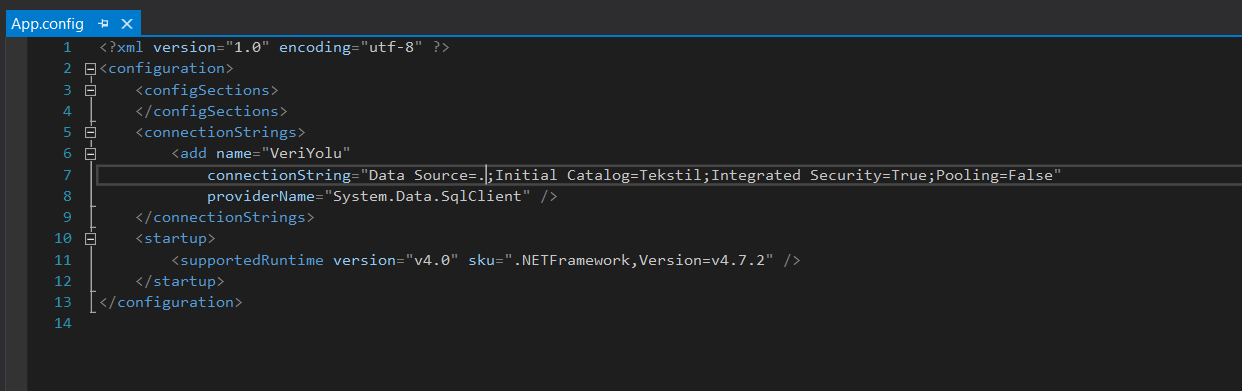 App.config
1 <?xml version="1.0" encoding="utf-8" ?>
2 <configuration>
3 <configSections>
4 </configSections>
5 <connectionStrings>
6 <add name="VeriYolu"
7 connectionString="Data Source=.;Initial Catalog=Tekstil;Integrated Security=True;Pooling=False"
8 providerName="System.Data.SqlClient" />
9 </connectionStrings>
10 <startup>
11 <supportedRuntime version="v4.0" sku=".NETFramework,Version=v4.7.2" />
12 </startup>
13 </configuration>
14